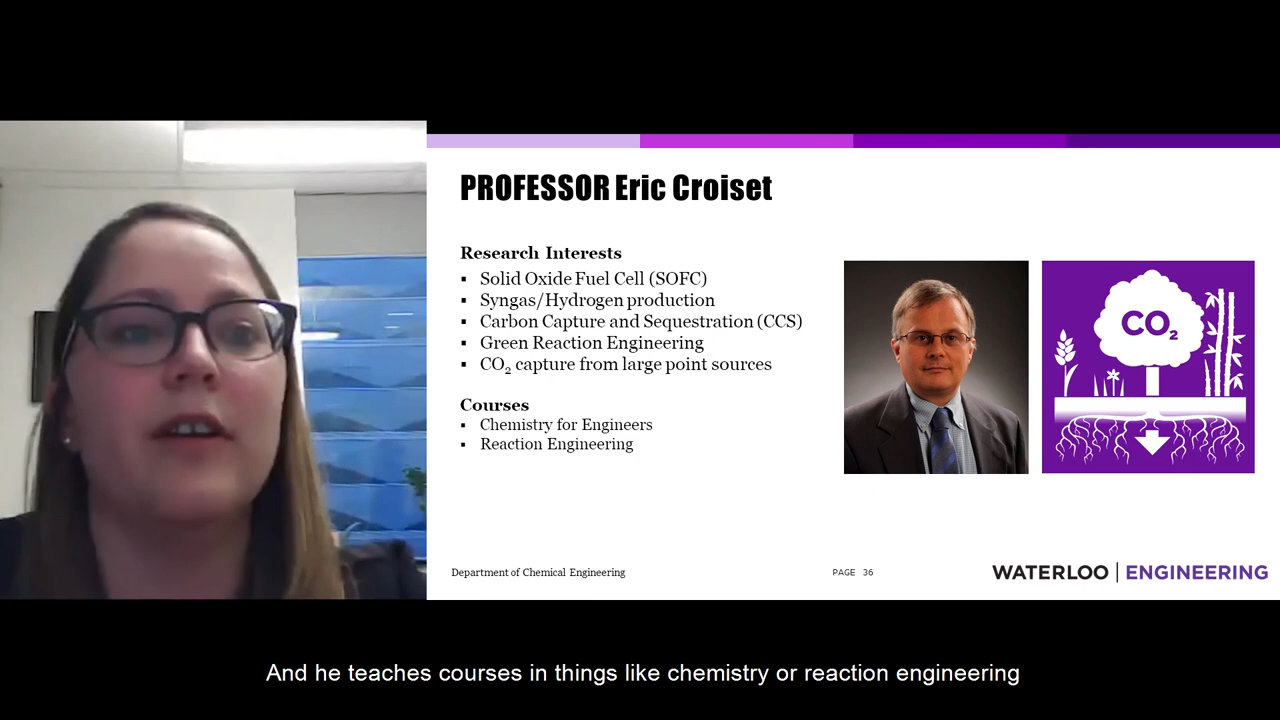 PROFESSOR Eric Croiset
Research Interests
▪ Solid Oxide Fuel Cell (SOFC)
▪ Syngas/Hydrogen production
▪ Carbon Capture and Sequestration (CCS)
▪ Green Reaction Engineering
▪ CO₂ capture from large point sources
Courses
▪ Chemistry for Engineers
▪ Reaction Engineering
CO₂
Department of Chemical Engineering
PAGE 36
WATERLOO | ENGINEERING
And he teaches courses in things like chemistry or reaction engineering